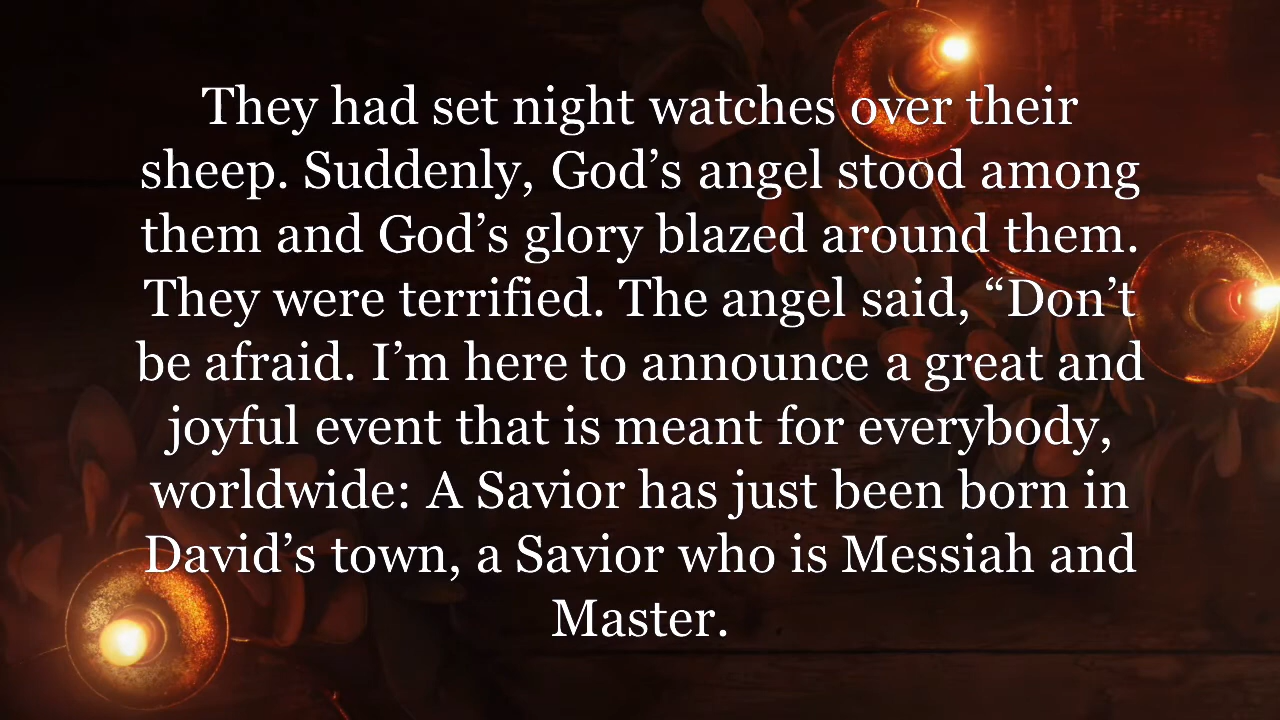 They had set night watches over their
sheep. Suddenly, God’s angel stood among
them and God’s glory blazed around them.
They were terrified. The angel said, “Don’t
be afraid. I’m here to announce a great and
joyful event that is meant for everybody,
worldwide: A Savior has just been born in
David’s town, a Savior who is Messiah and
Master.